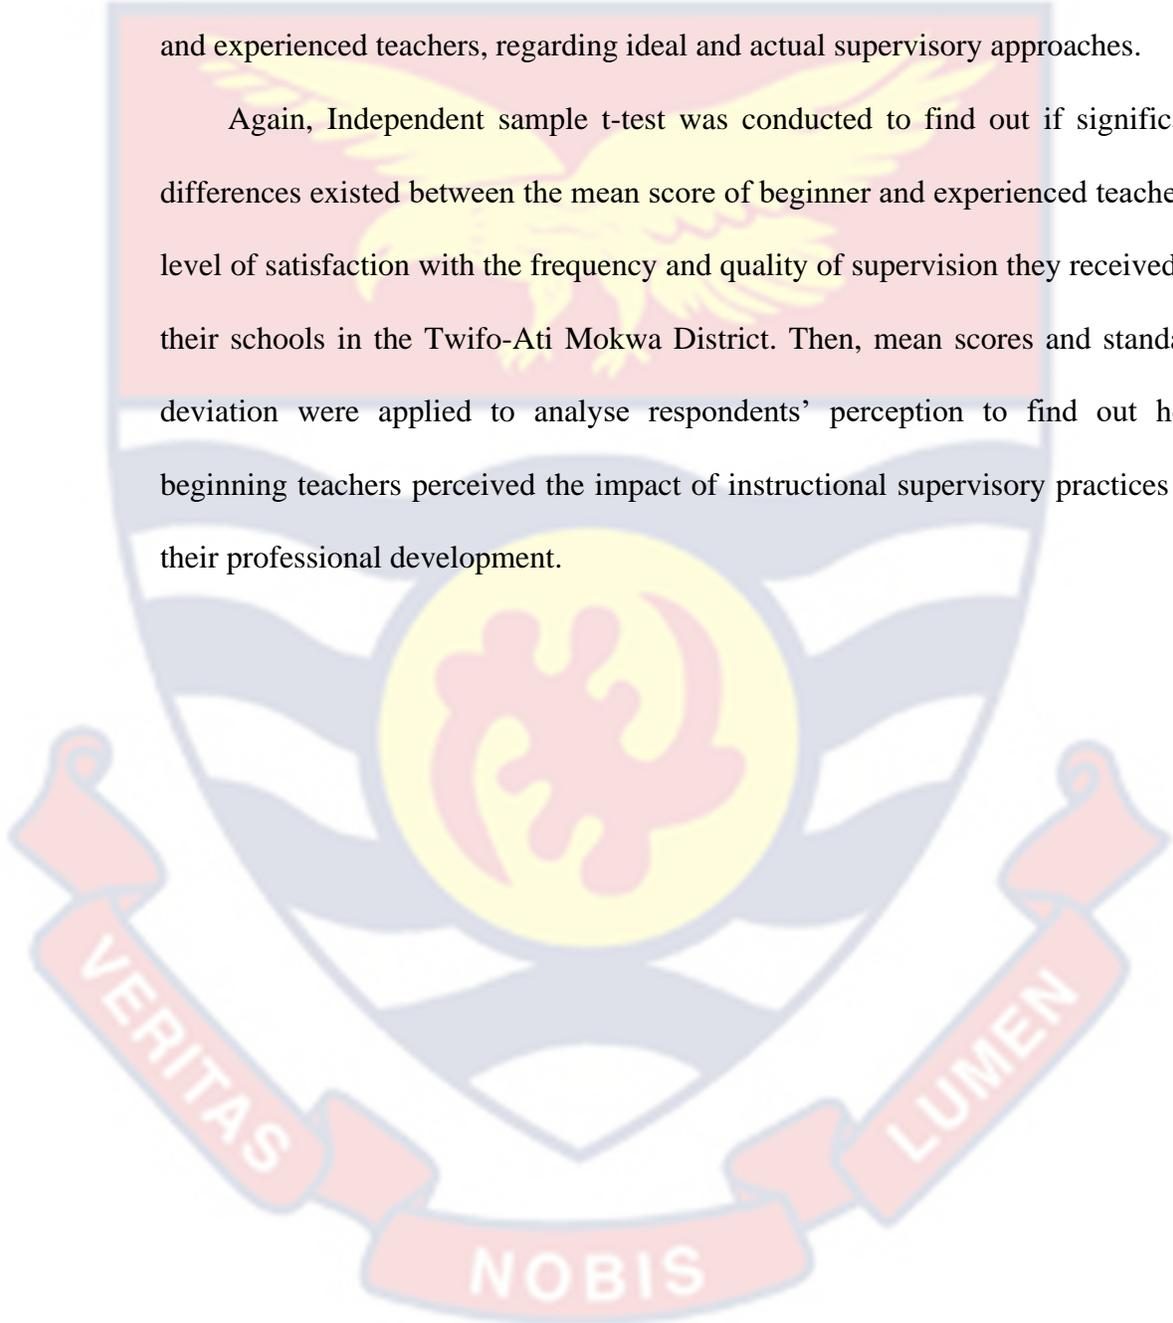 and experienced teachers, regarding ideal and actual supervisory approaches.
Again, Independent sample t-test was conducted to find out if
differences existed between the mean score of beginner and experienced
level of satisfaction with the frequency and quality of supervision they received
their schools in the Twifo-Ati Mokwa District. Then, mean scores and
deviation were applied to analyse respondents’ perception to find out
beginning teachers perceived the impact of instructional supervisory practices
their professional development.
VERITAS
NOBIS
LUMEN